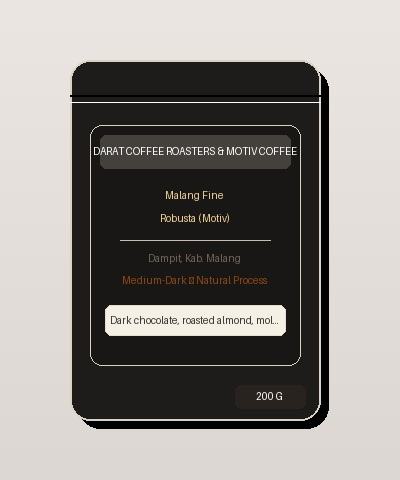 DARAT COFFEE ROASTERS & MOTIV COFFEE
Malang Fine
Robusta (Motiv)
Dampit, Kab. Malang
Medium-Dark ▯ Natural Process
Dark chocolate, roasted almond, mol...
200 G